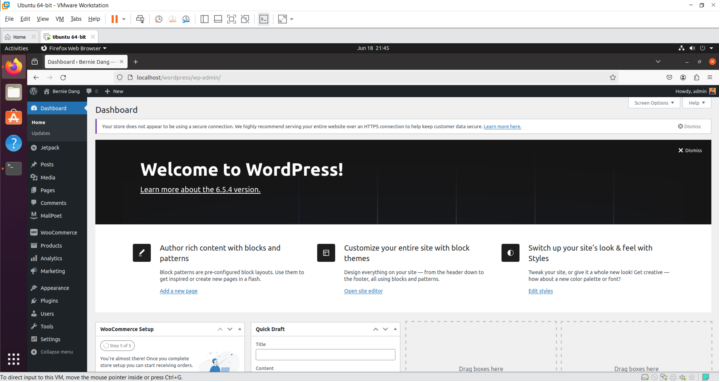 Ubuntu 64-bit - VMware Workstation
File Edit View VM Tabs Help
Home Ubuntu 64-bit
Activities Firefox Web Browser Jun 18 21:45
Dashboard ‹ Bernie Dang —
localhost/wordpress/wp-admin/
Bernie Dang 0 New Howdy, admin
Dashboard
Home
Updates
Jetpack
Posts
Media
Pages
Comments
MailPoet
WooCommerce
Products
Analytics
Marketing
Appearance
Plugins
Users
Tools
Settings
Collapse menu
Screen Options Help
Dashboard
Your store does not appear to be using a secure connection. We highly recommend serving your entire website over an HTTPS connection to help keep customer data secure. Learn more here.
Dismiss
Dismiss
Welcome to WordPress!
Learn more about the 6.5.4 version.
Author rich content with blocks and
patterns
Block patterns are pre-configured block layouts. Use them to
get inspired or create new pages in a flash.
Add a new page
Customize your entire site with block
themes
Design everything on your site — from the header down to
the footer, all using blocks and patterns.
Open site editor
Switch up your site's look & feel with
Styles
Tweak your site, or give it a whole new look! Get creative —
how about a new color palette or font?
Edit styles
WooCommerce Setup
Step 1 of 5
You're almost there! Once you complete
store setup you can start receiving orders.
Quick Draft
Title
Content
Drag boxes here
Drag boxes here
To direct input to this VM, move the mouse pointer inside or press Ctrl+G.